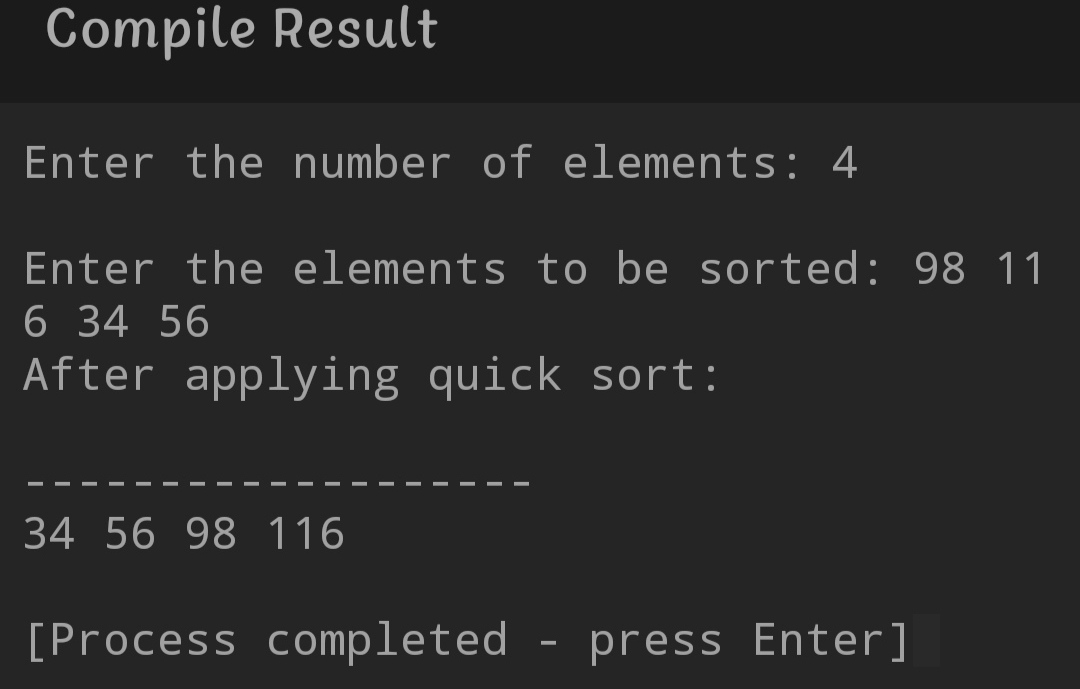 Compile Result
Enter the number of elements: 4
Enter the elements to be sorted: 98 11
6 34 56
After applying quick sort:
-------------------
34 56 98 116
[Process completed - press Enter]